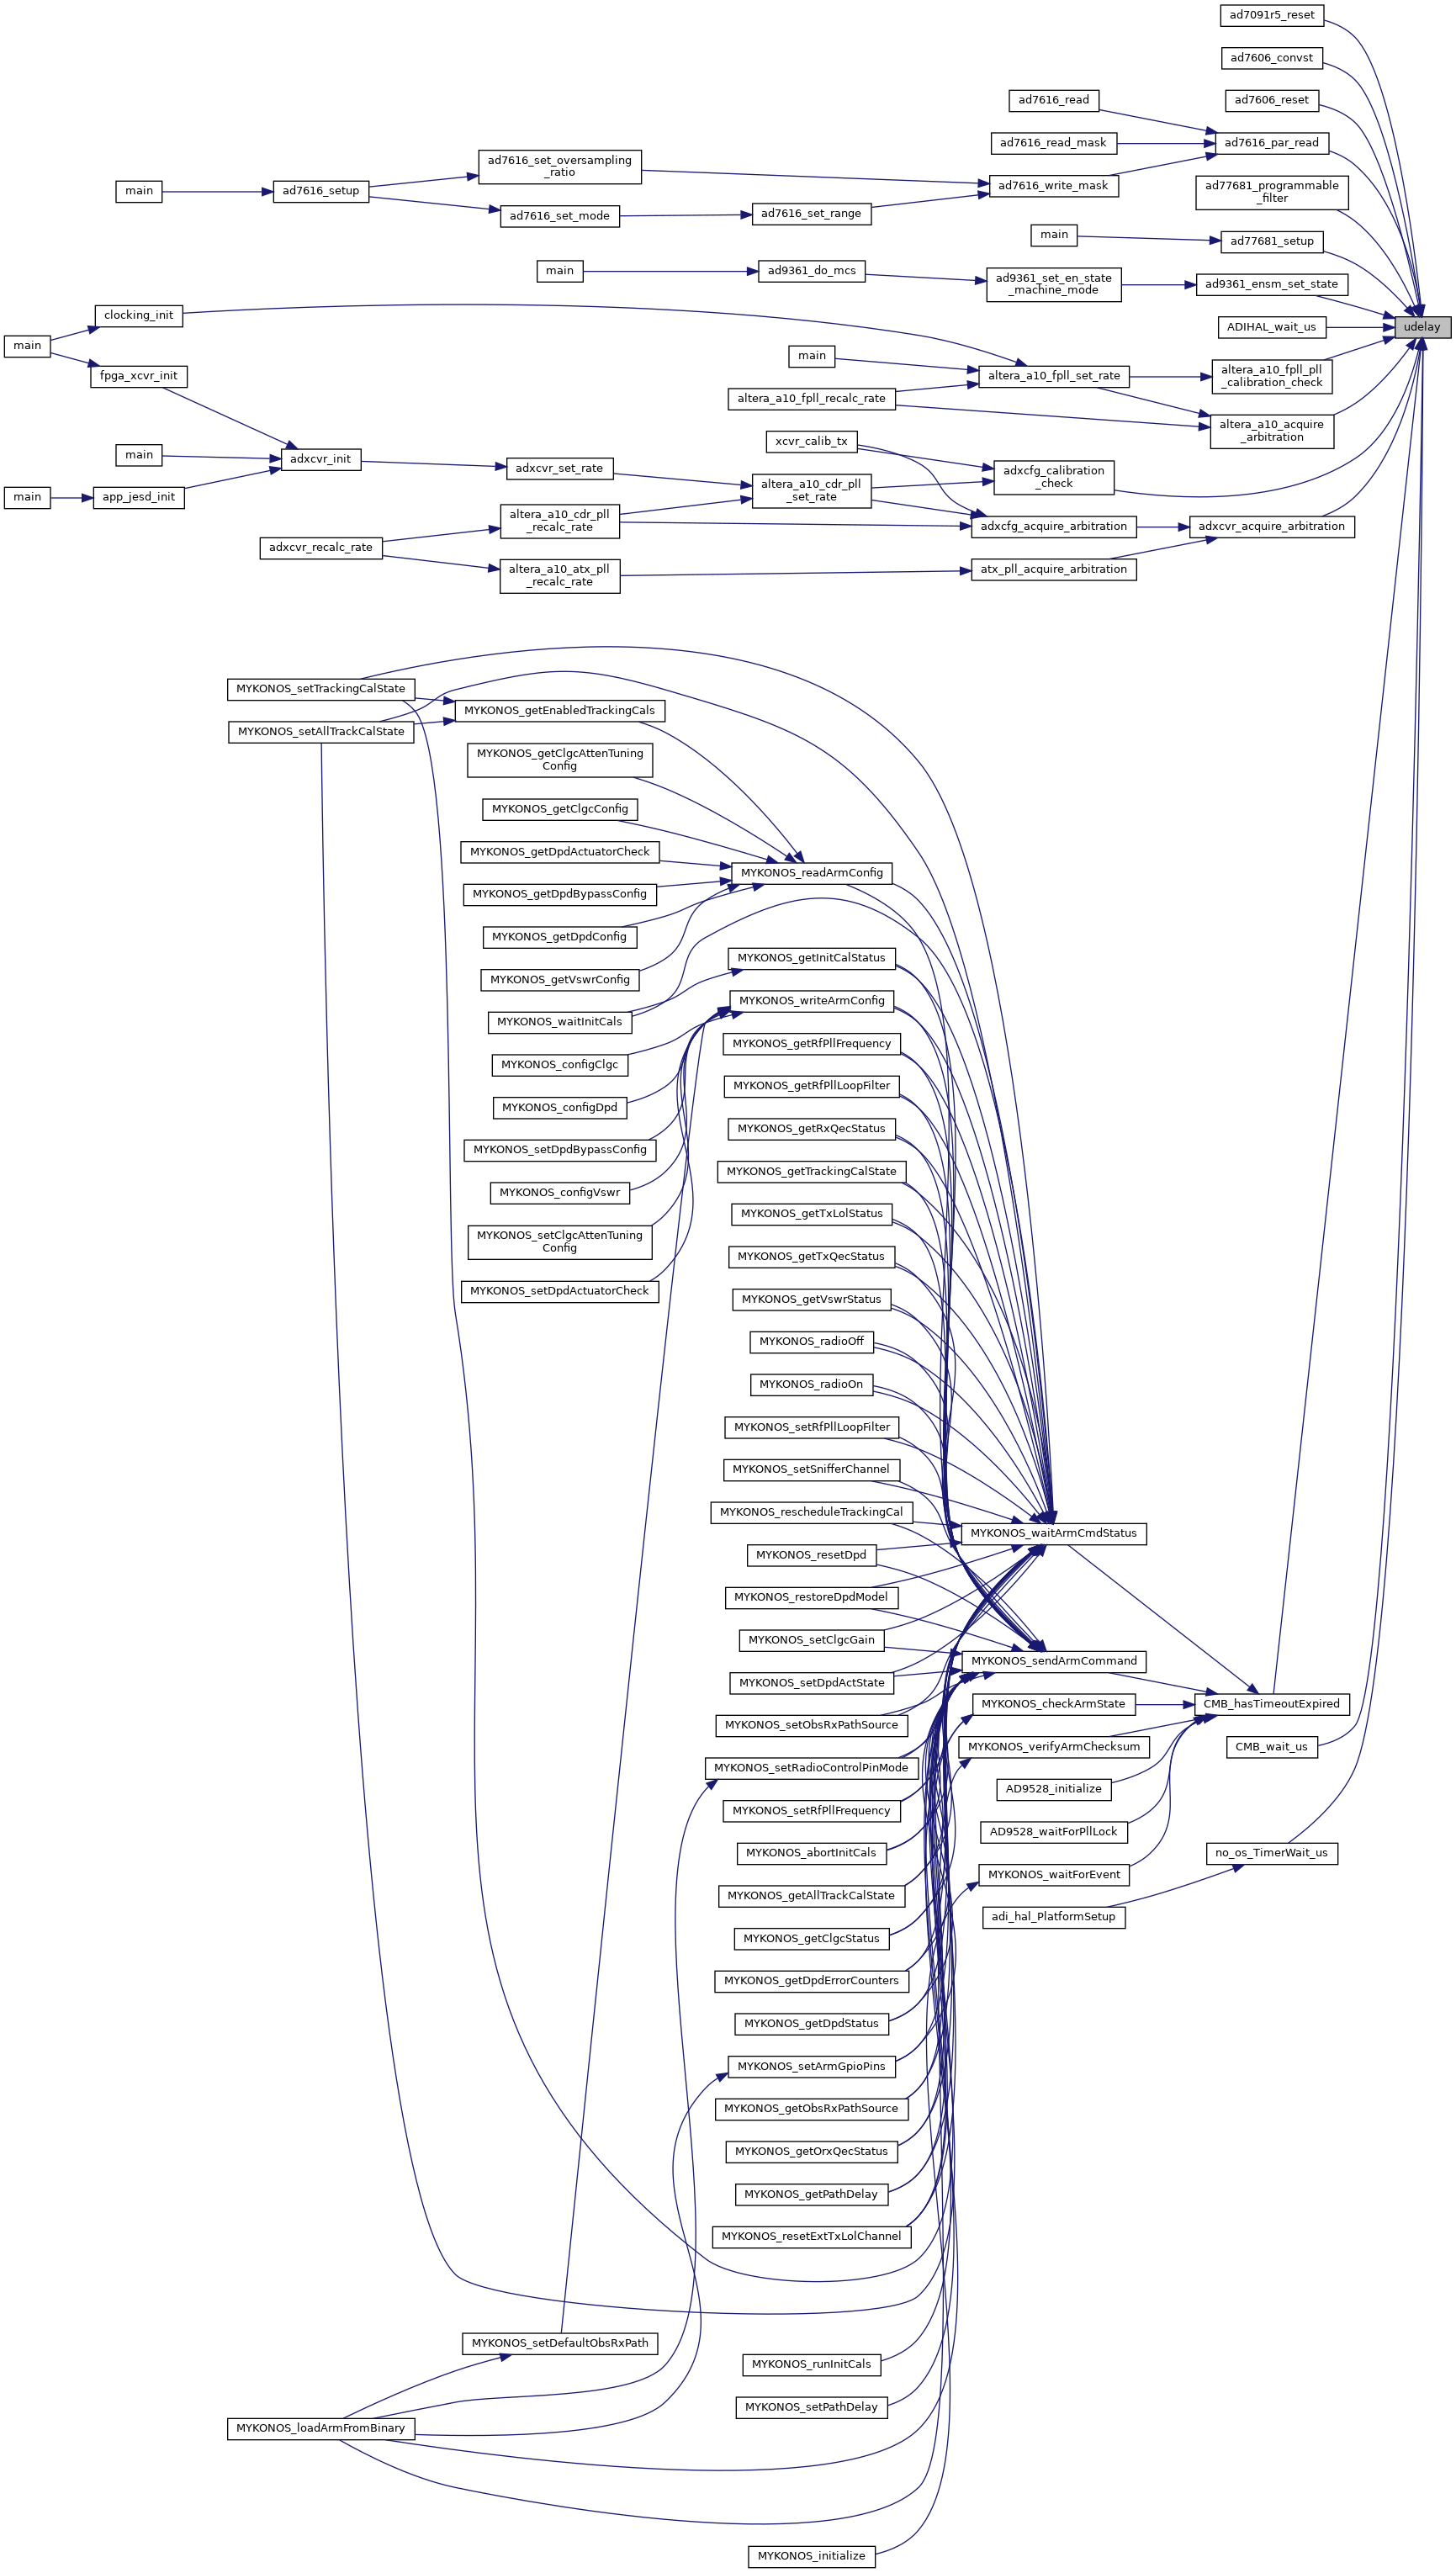 ad7091r5_reset
ad7606_convst
ad7606_reset
ad7616_read
ad7616_par_read
ad7616_read_mask
ad7616_set_oversampling
_ratio
ad7616_write_mask
main
ad7616_setup
ad7616_set_mode
ad7616_set_range
ad77681_programmable
_filter
main
ad77681_setup
main
ad9361_do_mcs
ad9361_set_en_state
_machine_mode
ad9361_ensm_set_state
clocking_init
ADIHAL_wait_us
udelay
main
main
fpga_xcvr_init
altera_a10_fpll_set_rate
altera_a10_fpll_pll
_calibration_check
altera_a10_fpll_recalc_rate
altera_a10_acquire
_arbitration
xcvr_calib_tx
main
adxcvr_init
adxcvr_set_rate
adxcfg_calibration
_check
main
app_jesd_init
altera_a10_cdr_pll
_set_rate
altera_a10_cdr_pll
_recalc_rate
adxcfg_acquire_arbitration
adxcvr_acquire_arbitration
adxcvr_recalc_rate
altera_a10_atx_pll
_recalc_rate
atx_pll_acquire_arbitration
MYKONOS_setTrackingCalState
MYKONOS_getEnabledTrackingCals
MYKONOS_setAllTrackCalState
MYKONOS_getClgcAttenTuning
Config
MYKONOS_getClgcConfig
MYKONOS_getDpdActuatorCheck
MYKONOS_readArmConfig
MYKONOS_getDpdBypassConfig
MYKONOS_getDpdConfig
MYKONOS_getInitCalStatus
MYKONOS_getVswrConfig
MYKONOS_writeArmConfig
MYKONOS_waitInitCals
MYKONOS_getRfPllFrequency
MYKONOS_configClgc
MYKONOS_getRfPllLoopFilter
MYKONOS_configDpd
MYKONOS_getRxQecStatus
MYKONOS_setDpdBypassConfig
MYKONOS_getTrackingCalState
MYKONOS_configVswr
MYKONOS_getTxLolStatus
MYKONOS_setClgcAttenTuning
Config
MYKONOS_getTxQecStatus
MYKONOS_setDpdActuatorCheck
MYKONOS_getVswrStatus
MYKONOS_radioOff
MYKONOS_radioOn
MYKONOS_setRfPllLoopFilter
MYKONOS_setSnifferChannel
MYKONOS_rescheduleTrackingCal
MYKONOS_waitArmCmdStatus
MYKONOS_resetDpd
MYKONOS_restoreDpdModel
MYKONOS_setClgcGain
MYKONOS_sendArmCommand
MYKONOS_setDpdActState
MYKONOS_checkArmState
CMB_hasTimeoutExpired
MYKONOS_setObsRxPathSource
MYKONOS_verifyArmChecksum
CMB_wait_us
MYKONOS_setRadioControlPinMode
AD9528_initialize
MYKONOS_setRfPllFrequency
AD9528_waitForPllLock
MYKONOS_abortInitCals
no_os_TimerWait_us
MYKONOS_waitForEvent
MYKONOS_getAllTrackCalState
adi_hal_PlatformSetup
MYKONOS_getClgcStatus
MYKONOS_getDpdErrorCounters
MYKONOS_getDpdStatus
MYKONOS_setArmGpioPins
MYKONOS_getObsRxPathSource
MYKONOS_getOrxQecStatus
MYKONOS_getPathDelay
MYKONOS_resetExtTxLolChannel
MYKONOS_setDefaultObsRxPath
MYKONOS_runInitCals
MYKONOS_setPathDelay
MYKONOS_loadArmFromBinary
MYKONOS_initialize